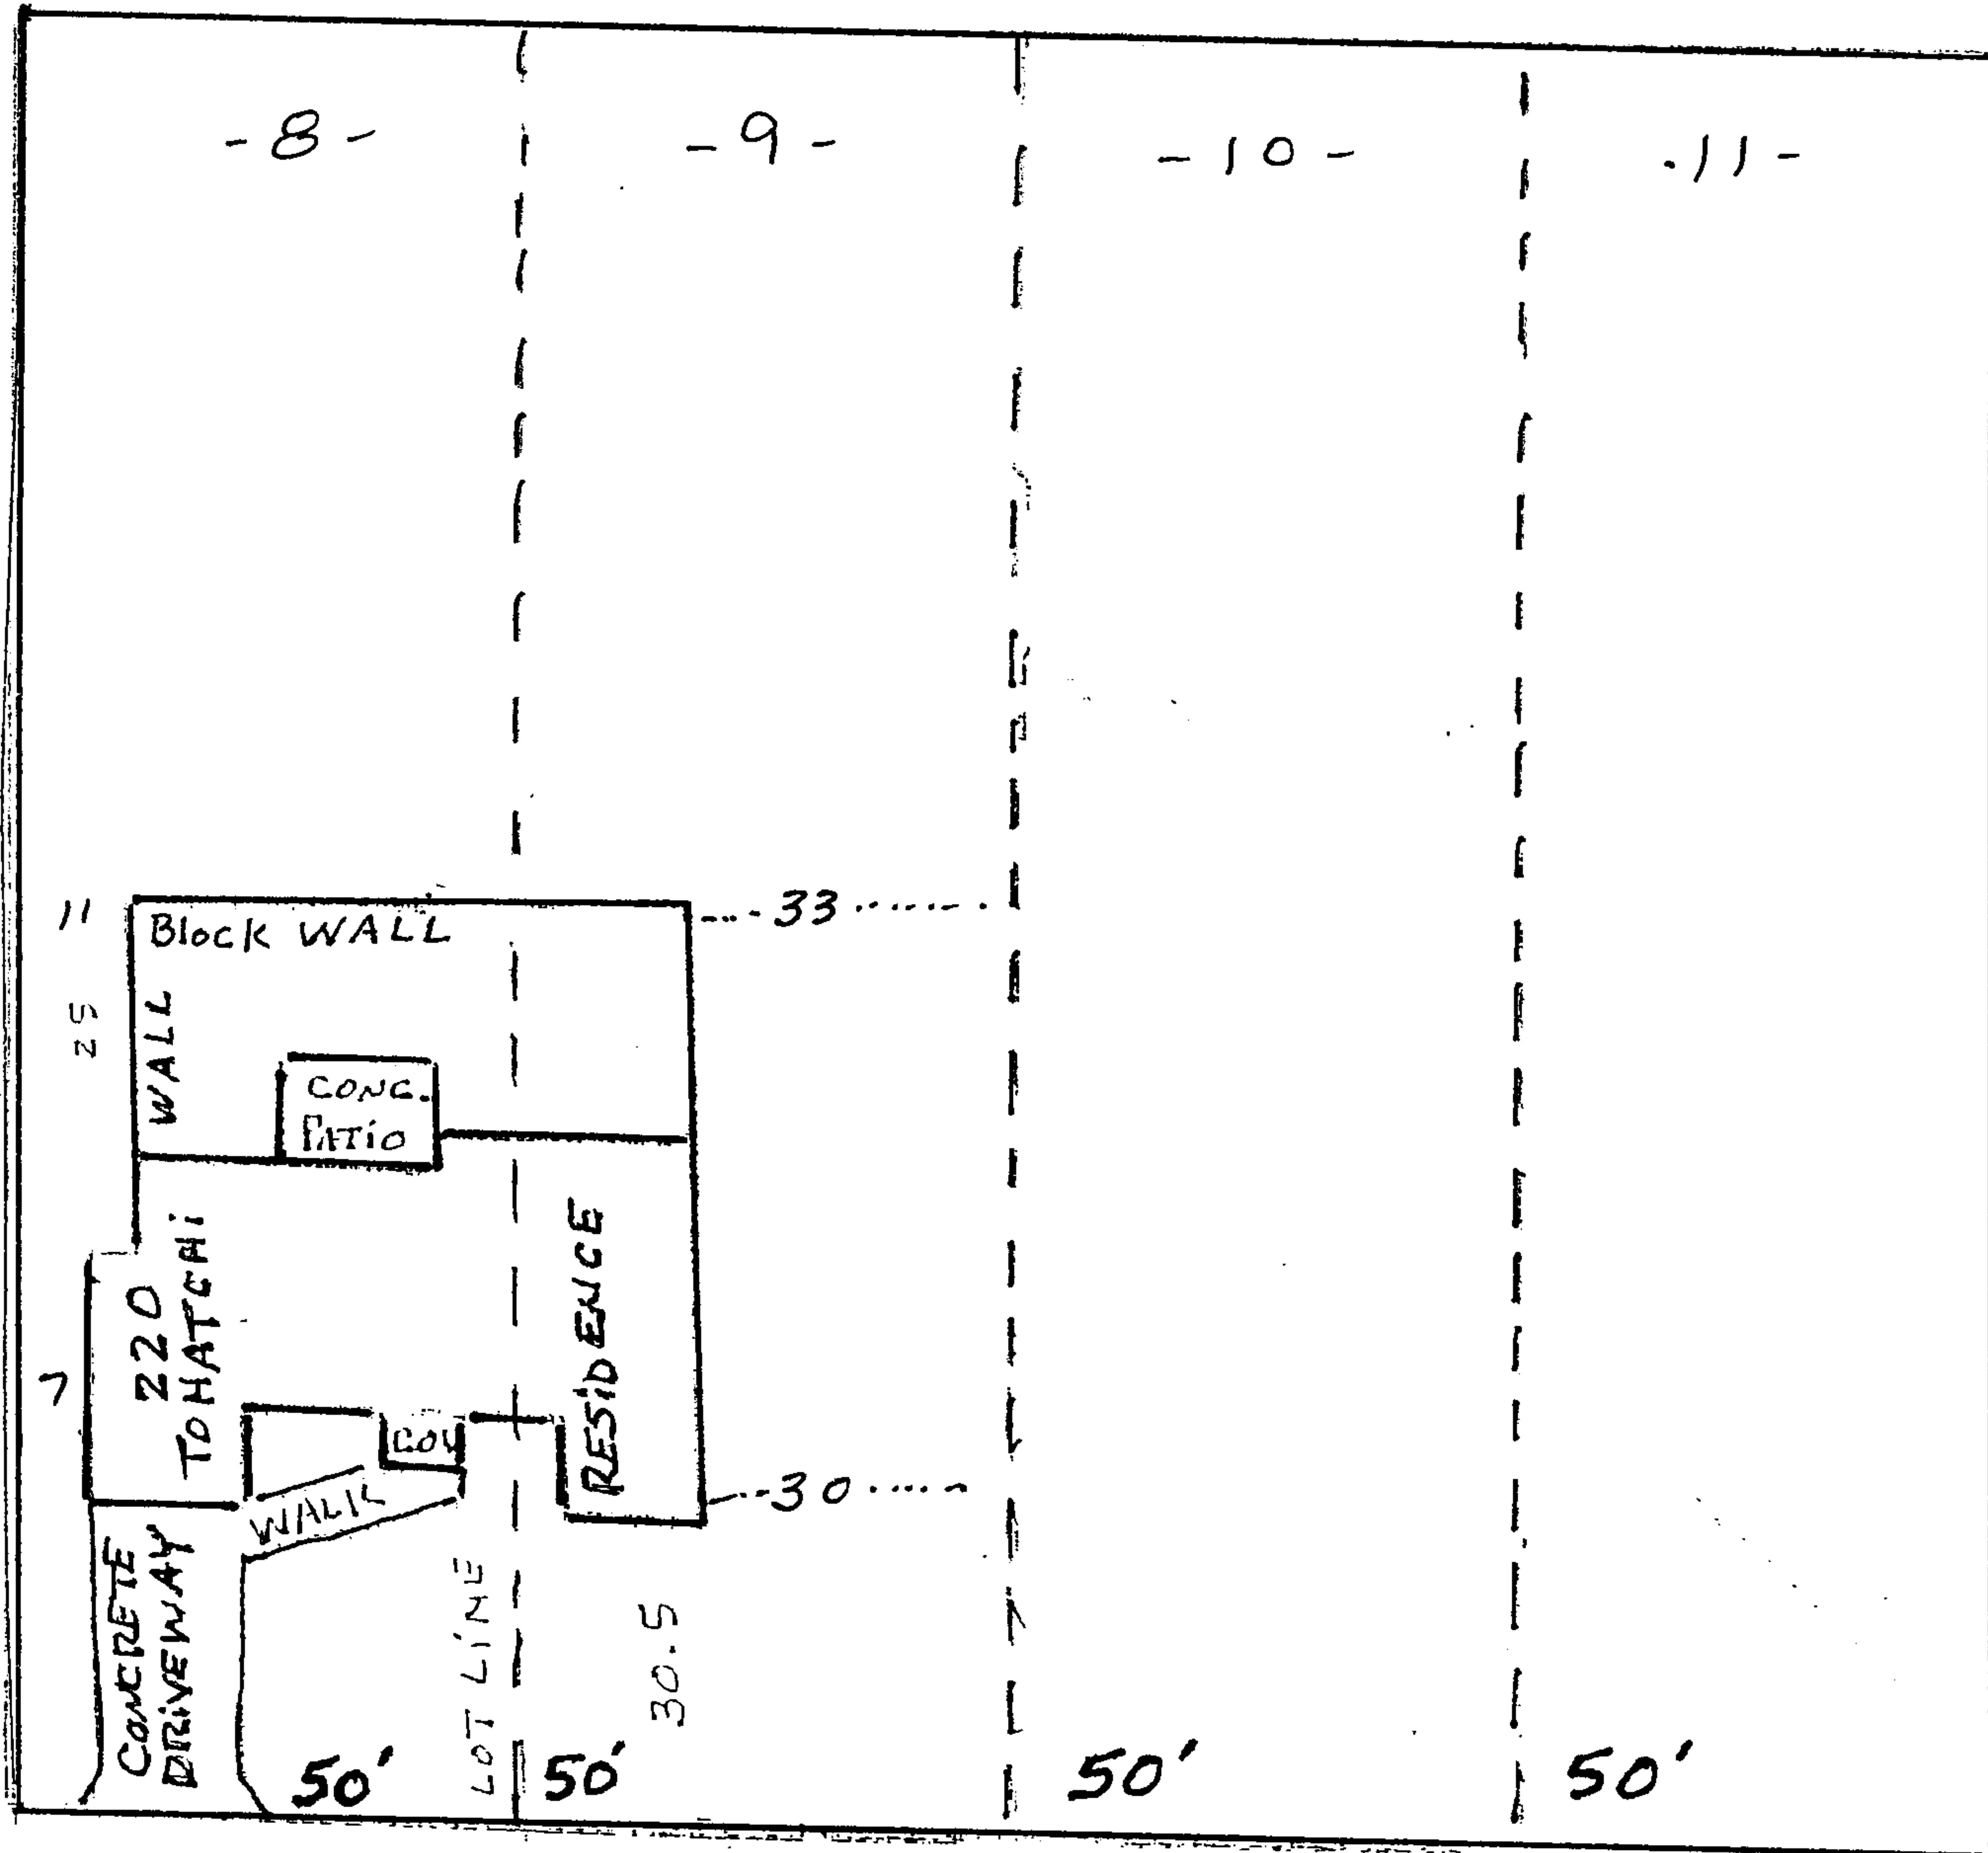 -8-
-9-
-10-
.11-
11
Block WALL
---33
25
WALL
CONC.
PATIO
220
TOHATCHI
RESIDENCE
7
COV
WALK
---30
CONCRETE
DRIVEWAY
LOT LINE
30.5
50'
50'
50'
50'